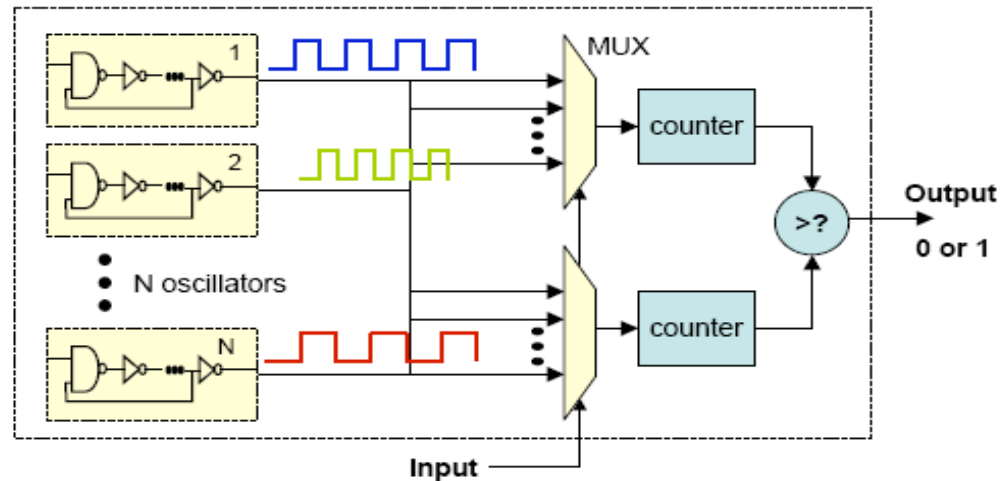 1
MUX
counter
2
Output
>?
0 or 1
N oscillators
counter
N
Input